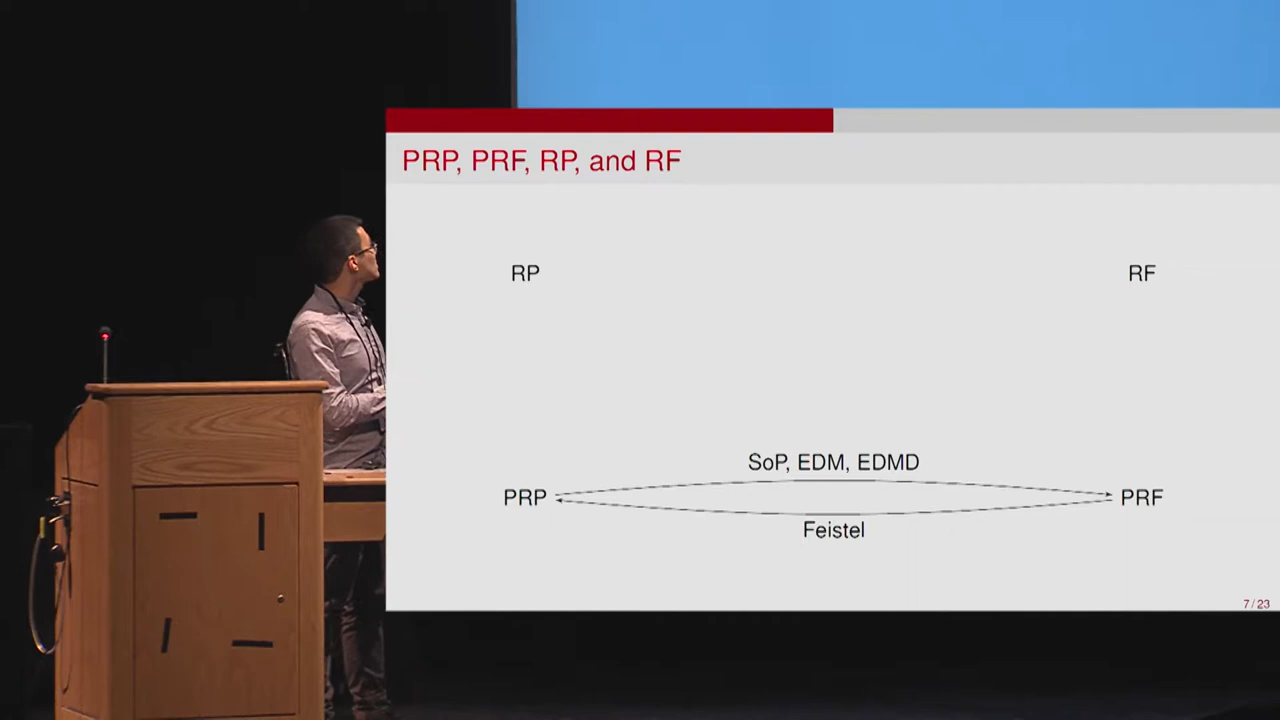 PRP, PRF, RP, and RF
RP
RF
SoP, EDM, EDMD
PRP
PRF
Feistel
7 / 23